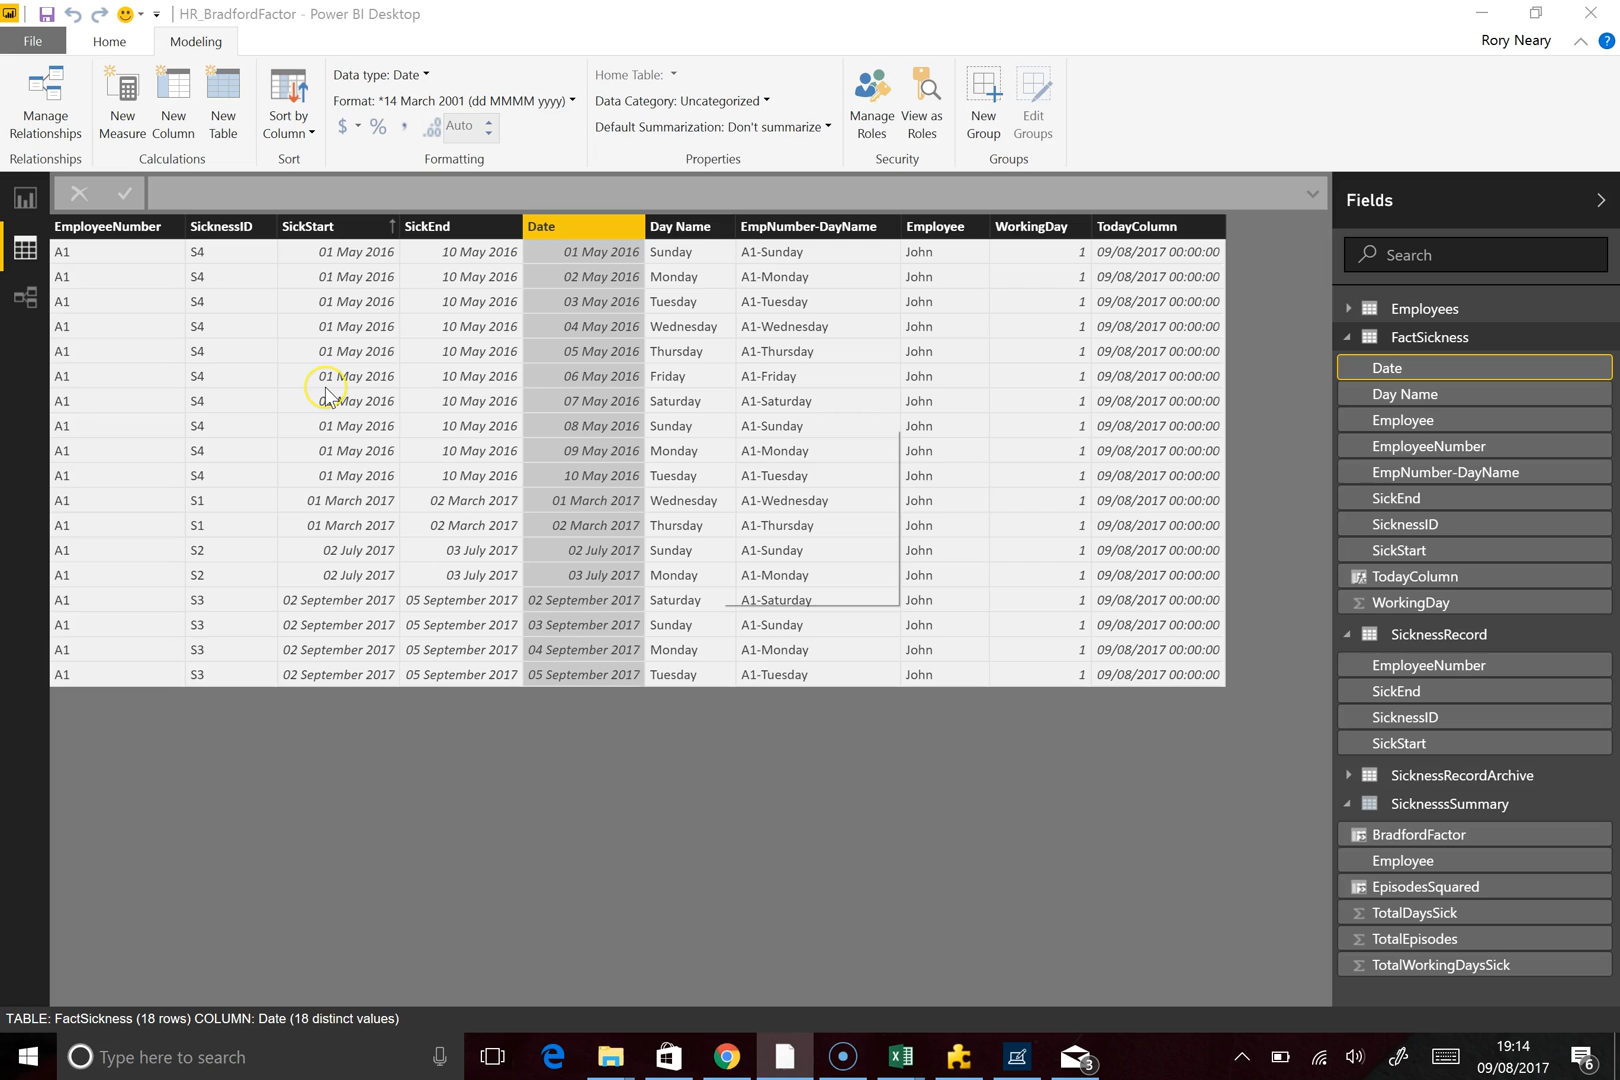 HR_BradfordFactor - Power BI Desktop
File Home Modeling Rory Neary
Manage Relationships
New Measure
New Column
New Table
Sort by Column
Data type: Date
Format: *14 March 2001 (dd MMMM yyyy)
$ % , .00 Auto
Home Table:
Data Category: Uncategorized
Default Summarization: Don't summarize
Manage Roles
View as Roles
New Group
Edit Groups
Relationships Calculations Sort Formatting Properties Security Groups
EmployeeNumber SicknessID SickStart SickEnd Date Day Name EmpNumber-DayName Employee WorkingDay TodayColumn
A1 S4 01 May 2016 10 May 2016 01 May 2016 Sunday A1-Sunday John 1 09/08/2017 00:00:00
A1 S4 01 May 2016 10 May 2016 02 May 2016 Monday A1-Monday John 1 09/08/2017 00:00:00
A1 S4 01 May 2016 10 May 2016 03 May 2016 Tuesday A1-Tuesday John 1 09/08/2017 00:00:00
A1 S4 01 May 2016 10 May 2016 04 May 2016 Wednesday A1-Wednesday John 1 09/08/2017 00:00:00
A1 S4 01 May 2016 10 May 2016 05 May 2016 Thursday A1-Thursday John 1 09/08/2017 00:00:00
A1 S4 01 May 2016 10 May 2016 06 May 2016 Friday A1-Friday John 1 09/08/2017 00:00:00
A1 S4 01 May 2016 10 May 2016 07 May 2016 Saturday A1-Saturday John 1 09/08/2017 00:00:00
A1 S4 01 May 2016 10 May 2016 08 May 2016 Sunday A1-Sunday John 1 09/08/2017 00:00:00
A1 S4 01 May 2016 10 May 2016 09 May 2016 Monday A1-Monday John 1 09/08/2017 00:00:00
A1 S4 01 May 2016 10 May 2016 10 May 2016 Tuesday A1-Tuesday John 1 09/08/2017 00:00:00
A1 S1 01 March 2017 02 March 2017 01 March 2017 Wednesday A1-Wednesday John 1 09/08/2017 00:00:00
A1 S1 01 March 2017 02 March 2017 02 March 2017 Thursday A1-Thursday John 1 09/08/2017 00:00:00
A1 S2 02 July 2017 03 July 2017 02 July 2017 Sunday A1-Sunday John 1 09/08/2017 00:00:00
A1 S2 02 July 2017 03 July 2017 03 July 2017 Monday A1-Monday John 1 09/08/2017 00:00:00
A1 S3 02 September 2017 05 September 2017 02 September 2017 Saturday A1-Saturday John 1 09/08/2017 00:00:00
A1 S3 02 September 2017 05 September 2017 03 September 2017 Sunday A1-Sunday John 1 09/08/2017 00:00:00
A1 S3 02 September 2017 05 September 2017 04 September 2017 Monday A1-Monday John 1 09/08/2017 00:00:00
A1 S3 02 September 2017 05 September 2017 05 September 2017 Tuesday A1-Tuesday John 1 09/08/2017 00:00:00
Fields
Search
Employees
FactSickness
Date
Day Name
Employee
EmployeeNumber
EmpNumber-DayName
SickEnd
SicknessID
SickStart
TodayColumn
WorkingDay
SicknessRecord
EmployeeNumber
SickEnd
SicknessID
SickStart
SicknessRecordArchive
SicknesssSummary
BradfordFactor
Employee
EpisodesSquared
TotalDaysSick
TotalEpisodes
TotalWorkingDaysSick
TABLE: FactSickness (18 rows) COLUMN: Date (18 distinct values)
Type here to search
3
19:14
09/08/2017
6